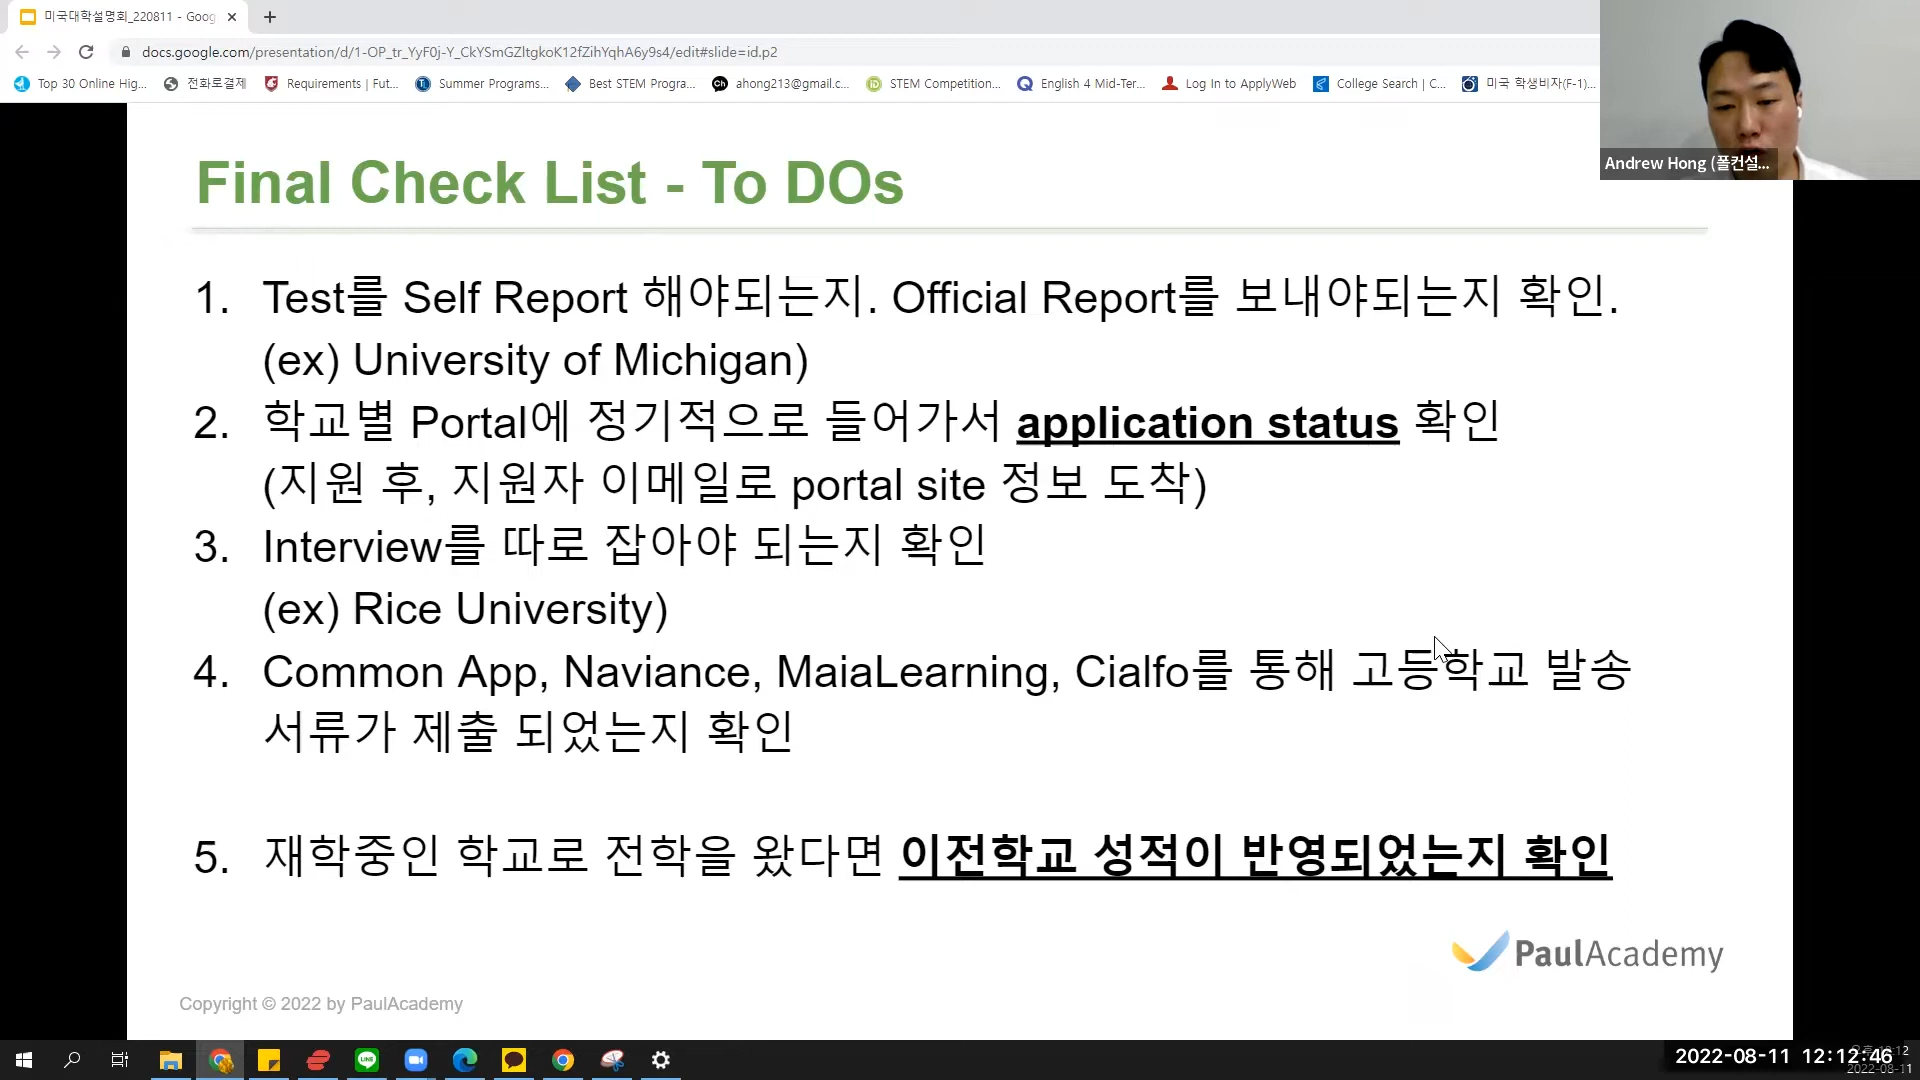 미국대학설명회_220811 - Goog
docs.google.com/presentation/d/1-OP_tr_YyF0j-Y_CkYSmGZltgkoK12fZihYqhA6y9s4/edit#slide=id.p2
Top 30 Online Hig...
전화로결제
Requirements | Fut...
Summer Programs...
Best STEM Progra...
ahong213@gmail.c...
STEM Competition...
English 4 Mid-Ter...
Log In to ApplyWeb
College Search | C...
미국 학생비자(F-1)...
Andrew Hong (폴컨설...
Final Check List - To DOs
1. Test를 Self Report 해야되는지. Official Report를 보내야되는지 확인.
(ex) University of Michigan)
2. 학교별 Portal에 정기적으로 들어가서 application status 확인
(지원 후, 지원자 이메일로 portal site 정보 도착)
3. Interview를 따로 잡아야 되는지 확인
(ex) Rice University)
4. Common App, Naviance, MaiaLearning, Cialfo를 통해 고등학교 발송
서류가 제출 되었는지 확인
5. 재학중인 학교로 전학을 왔다면 이전학교 성적이 반영되었는지 확인
PaulAcademy
Copyright © 2022 by PaulAcademy
2022-08-11 12:12:46
2022-08-11